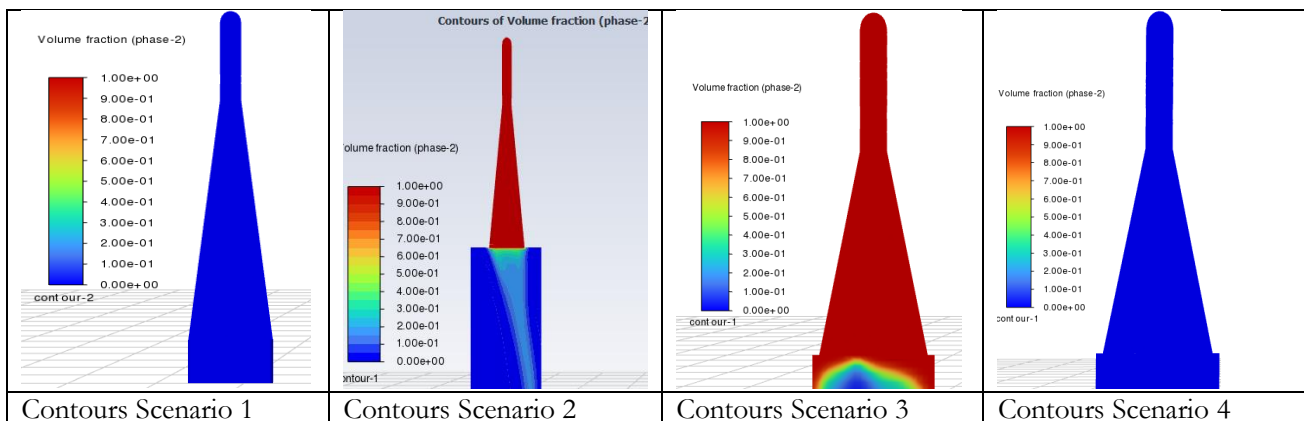 Volume fraction (phase-2)
1.00e+00
9.00e-01
8.00e-01
7.00e-01
6.00e-01
5.00e-01
4.00e-01
3.00e-01
2.00e-01
1.00e-01
0.00e+00
contour-2
Contours Scenario 1
Contours of Volume fraction (phase-2
olume fraction (phase-2)
1.00e+00
9.00e-01
8.00e-01
7.00e-01
6.00e-01
5.00e-01
4.00e-01
3.00e-01
2.00e-01
1.00e-01
0.00e+00
ontour-1
Contours Scenario 2
Volume fraction (phase-2)
1.00e+00
9.00e-01
8.00e-01
7.00e-01
6.00e-01
5.00e-01
4.00e-01
3.00e-01
2.00e-01
1.00e-01
0.00e+00
contour-1
Contours Scenario 3
Volume fraction (phase-2)
1.00e+00
9.00e-01
8.00e-01
7.00e-01
6.00e-01
5.00e-01
4.00e-01
3.00e-01
2.00e-01
1.00e-01
0.00e+00
contour-1
Contours Scenario 4